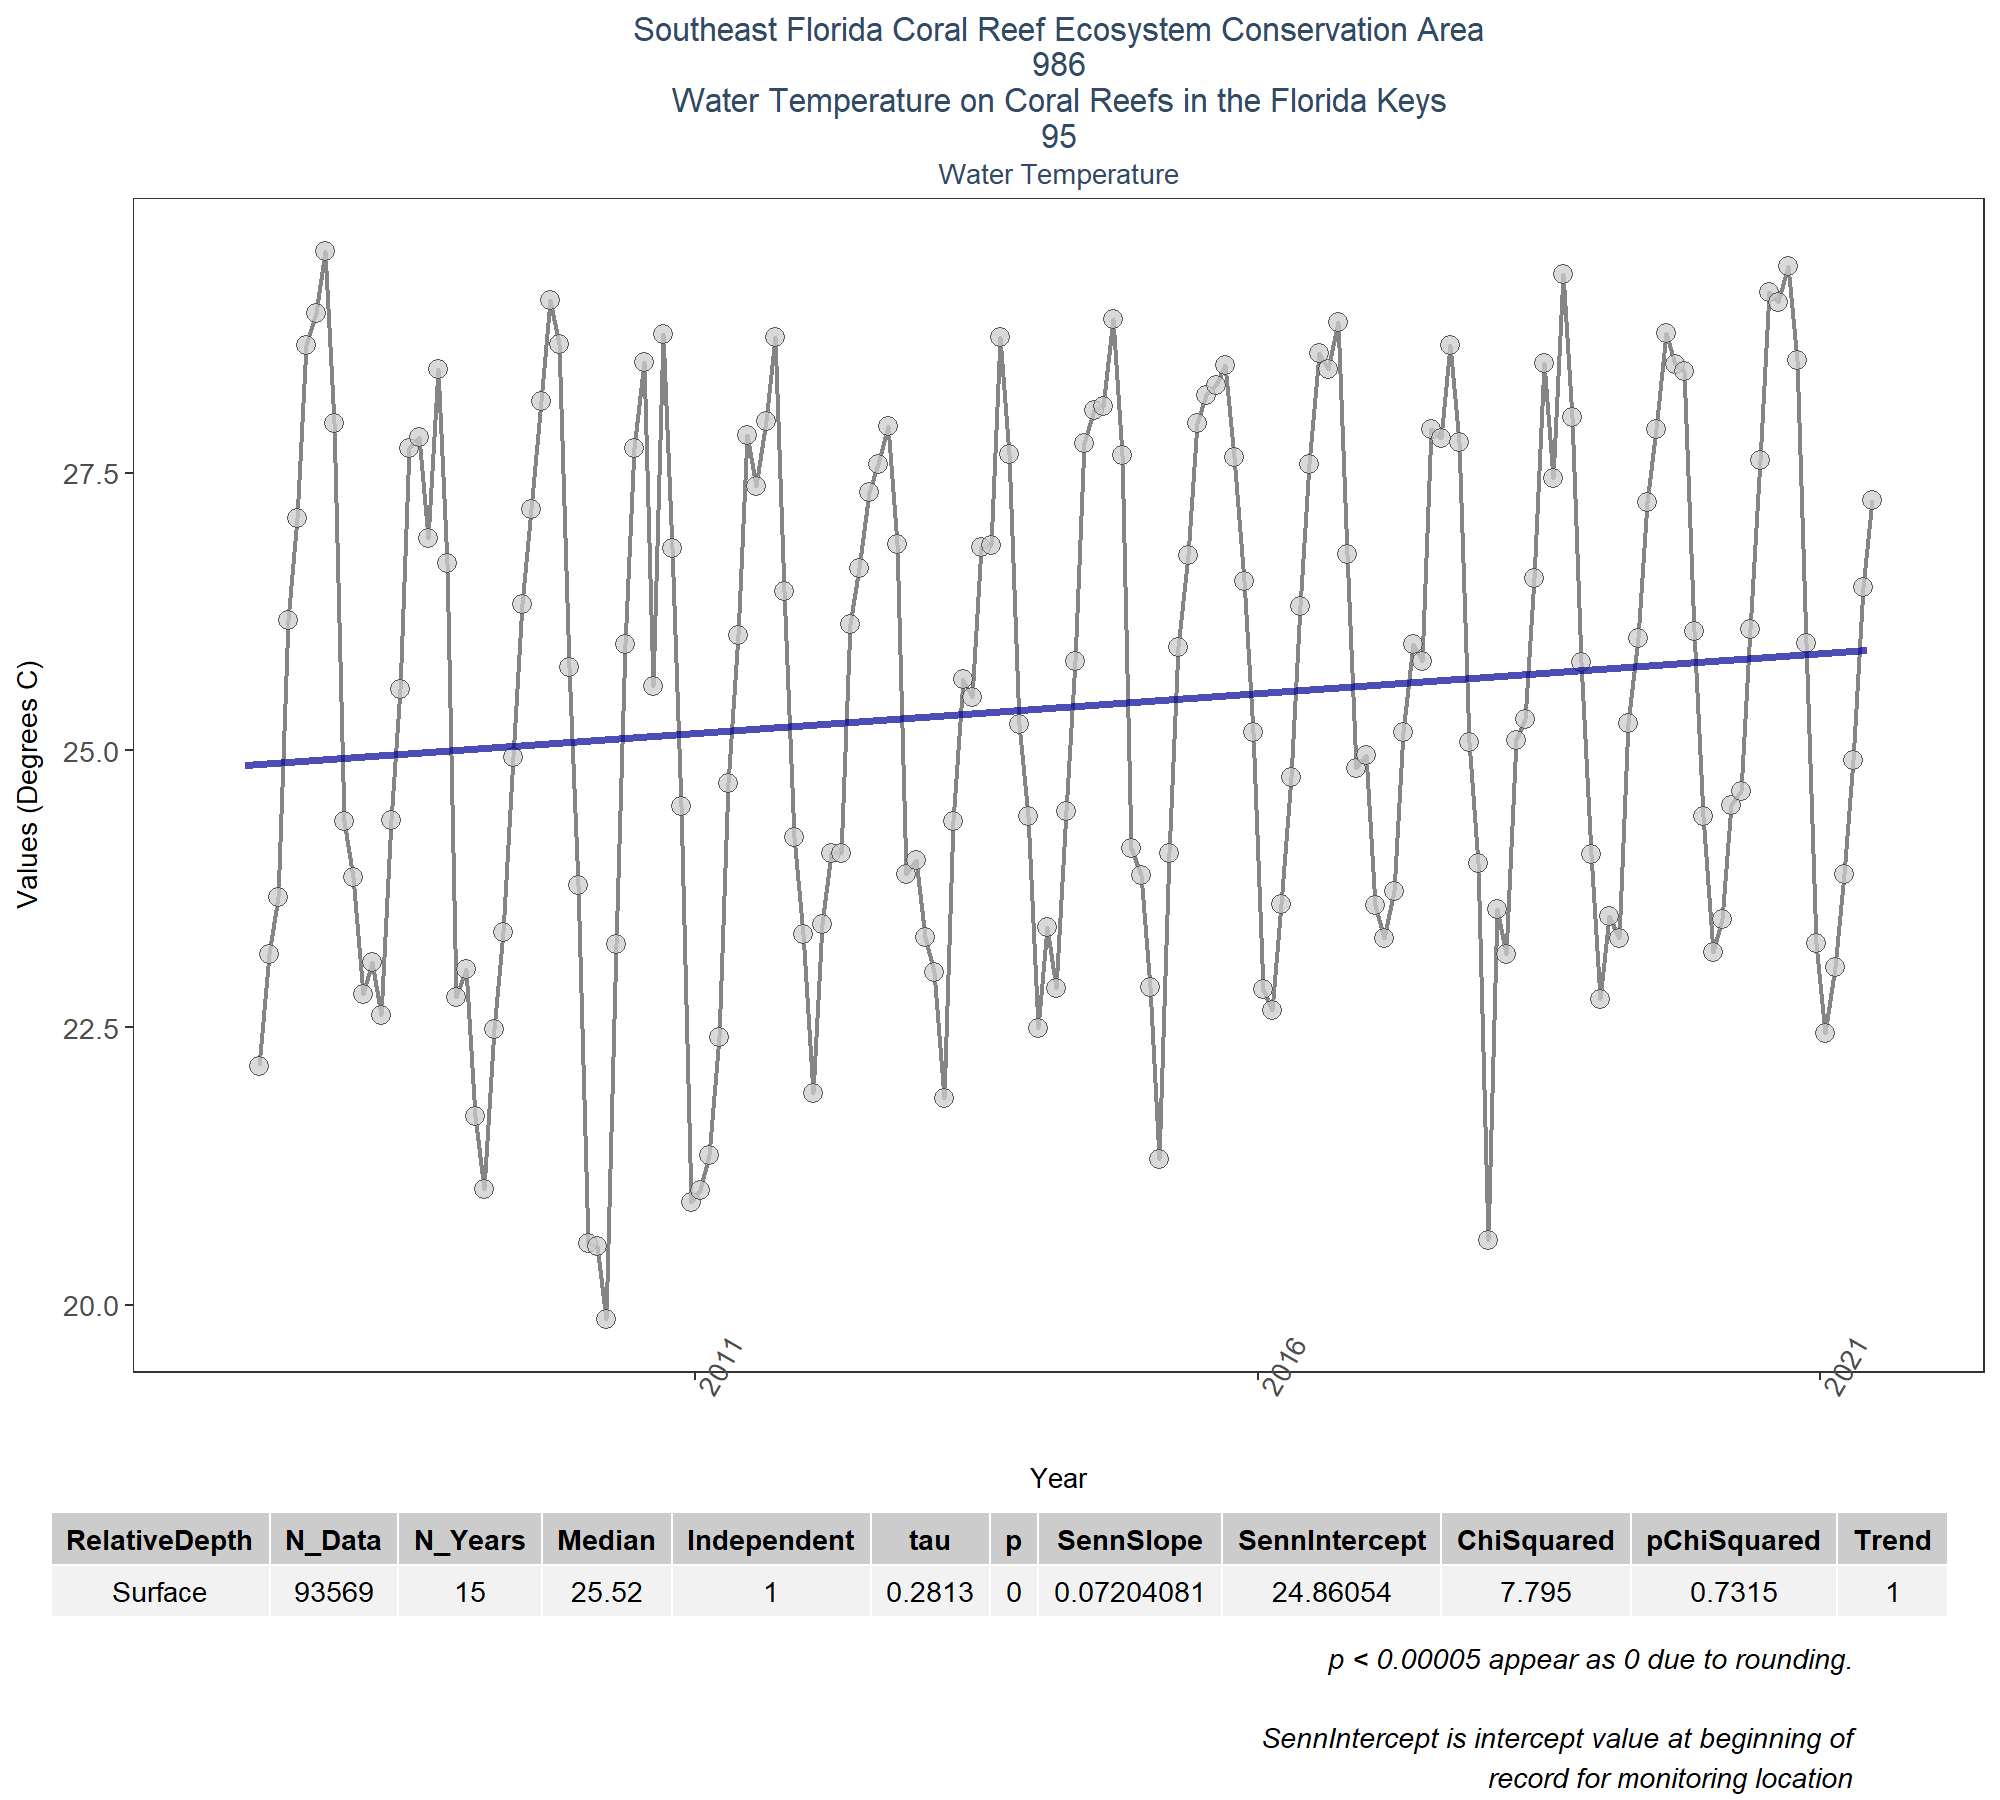 Southeast Florida Coral Reef Ecosystem Conservation Area
986
Water Temperature on Coral Reefs in the Florida Keys
95
Water Temperature
Values (Degrees C)
27.5
25.0
22.5
20.0
2011 2016 2021
Year
RelativeDepth N_Data N_Years Median Independent tau p SennSlope SennIntercept ChiSquared pChiSquared Trend
Surface 93569 15 25.52 1 0.2813 0 0.07204081 24.86054 7.795 0.7315 1
p < 0.00005 appear as 0 due to rounding.
SennIntercept is intercept value at beginning of
record for monitoring location